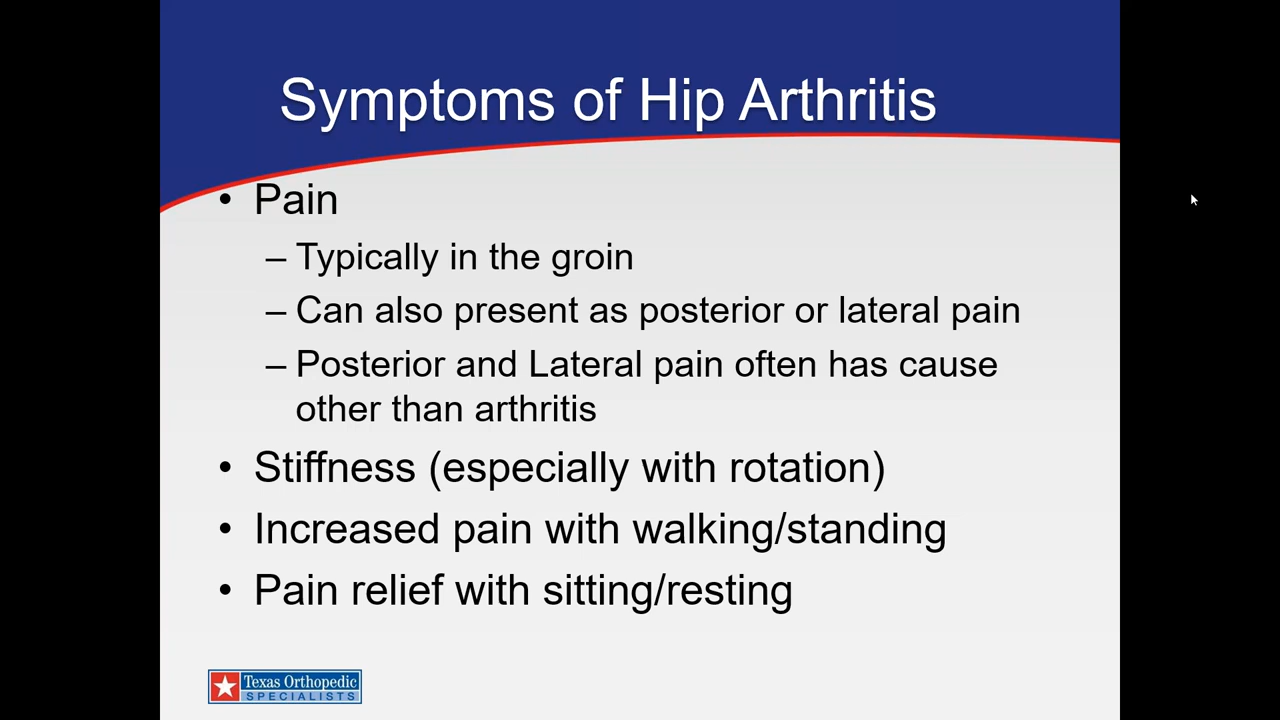 Symptoms of Hip Arthritis
• Pain
– Typically in the groin
– Can also present as posterior or lateral pain
– Posterior and Lateral pain often has cause
other than arthritis
• Stiffness (especially with rotation)
• Increased pain with walking/standing
• Pain relief with sitting/resting
Texas Orthopedic
SPECIALISTS